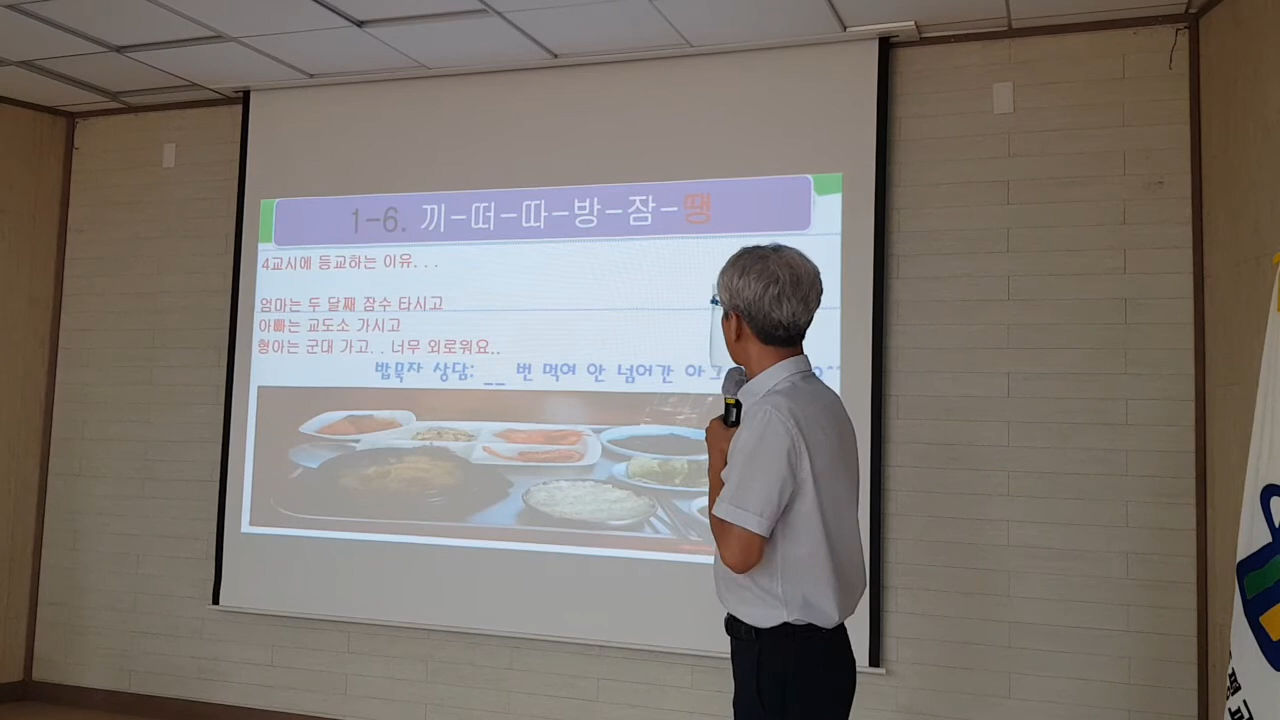 1-6. 끼-떠-따-방-잠-땡
4교시에 등교하는 이유. . .
엄마는 두 달째 잠수 타시고
아빠는 교도소 가시고
형아는 군대 가고. . 너무 외로워요..
밥묵자 상담: __ 번 먹여 안 넘어간 아